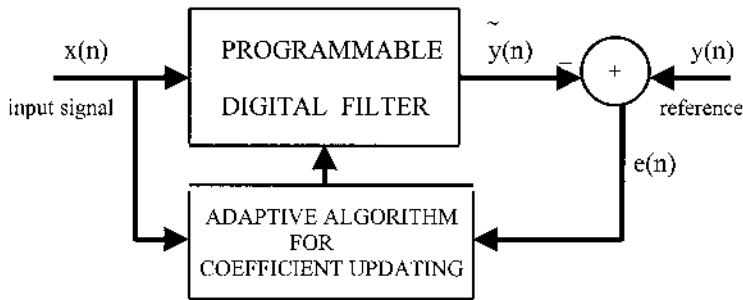 x(n)
input signal
PROGRAMMABLE
DIGITAL FILTER
~
y(n)
−
+
y(n)
reference
e(n)
ADAPTIVE ALGORITHM
FOR
COEFFICIENT UPDATING